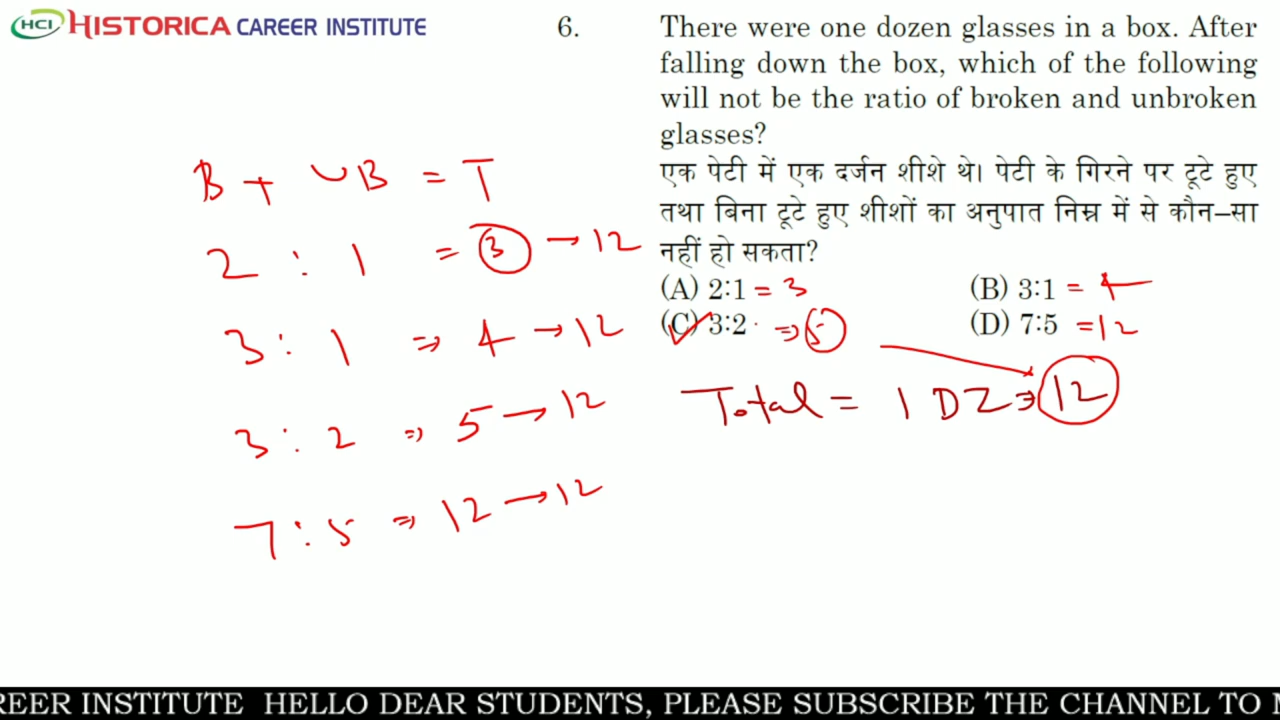 HCI HISTORICA CAREER INSTITUTE
6. There were one dozen glasses in a box. After
falling down the box, which of the following
will not be the ratio of broken and unbroken
glasses?
एक पेटी में एक दर्जन शीशे थे। पेटी के गिरने पर टूटे हुए
तथा बिना टूटे हुए शीशों का अनुपात निम्न में से कौन–सा
नहीं हो सकता?
(A) 2:1 = 3 (B) 3:1 = 4
(C) 3:2 ⇒ 5 (D) 7:5 = 12
Total = 1 DZ ⇒ 12
B + UB = T
2 : 1 = 3 → 12
3 : 1 ⇒ 4 → 12
3 : 2 ⇒ 5 → 12
7 : 5 ⇒ 12 → 12
REER INSTITUTE HELLO DEAR STUDENTS, PLEASE SUBSCRIBE THE CHANNEL TO